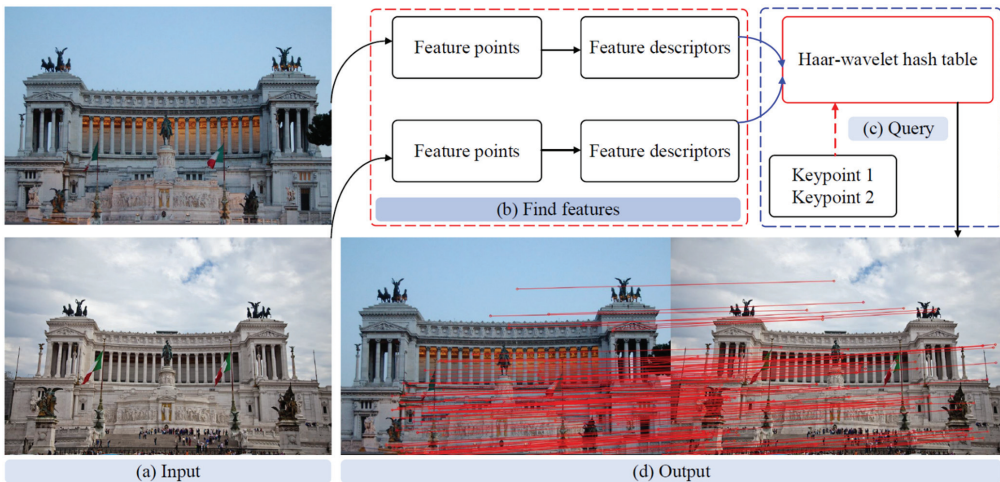 Feature points
Feature descriptors
Haar-wavelet hash table
(c) Query
Feature points
Feature descriptors
Keypoint 1
Keypoint 2
(b) Find features
(a) Input
(d) Output